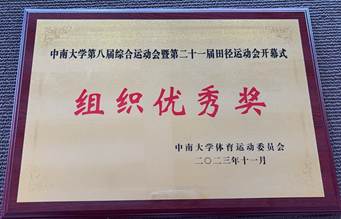 中南大学第八届综合运动会暨第二十一届田径运动会开幕式
组织优秀奖
中南大学体育运动委员会
二〇二三年十一月